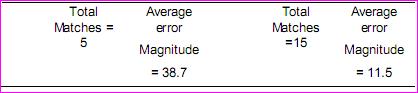 Total Matches = 5
Average error Magnitude = 38.7
Total Matches =15
Average error Magnitude = 11.5